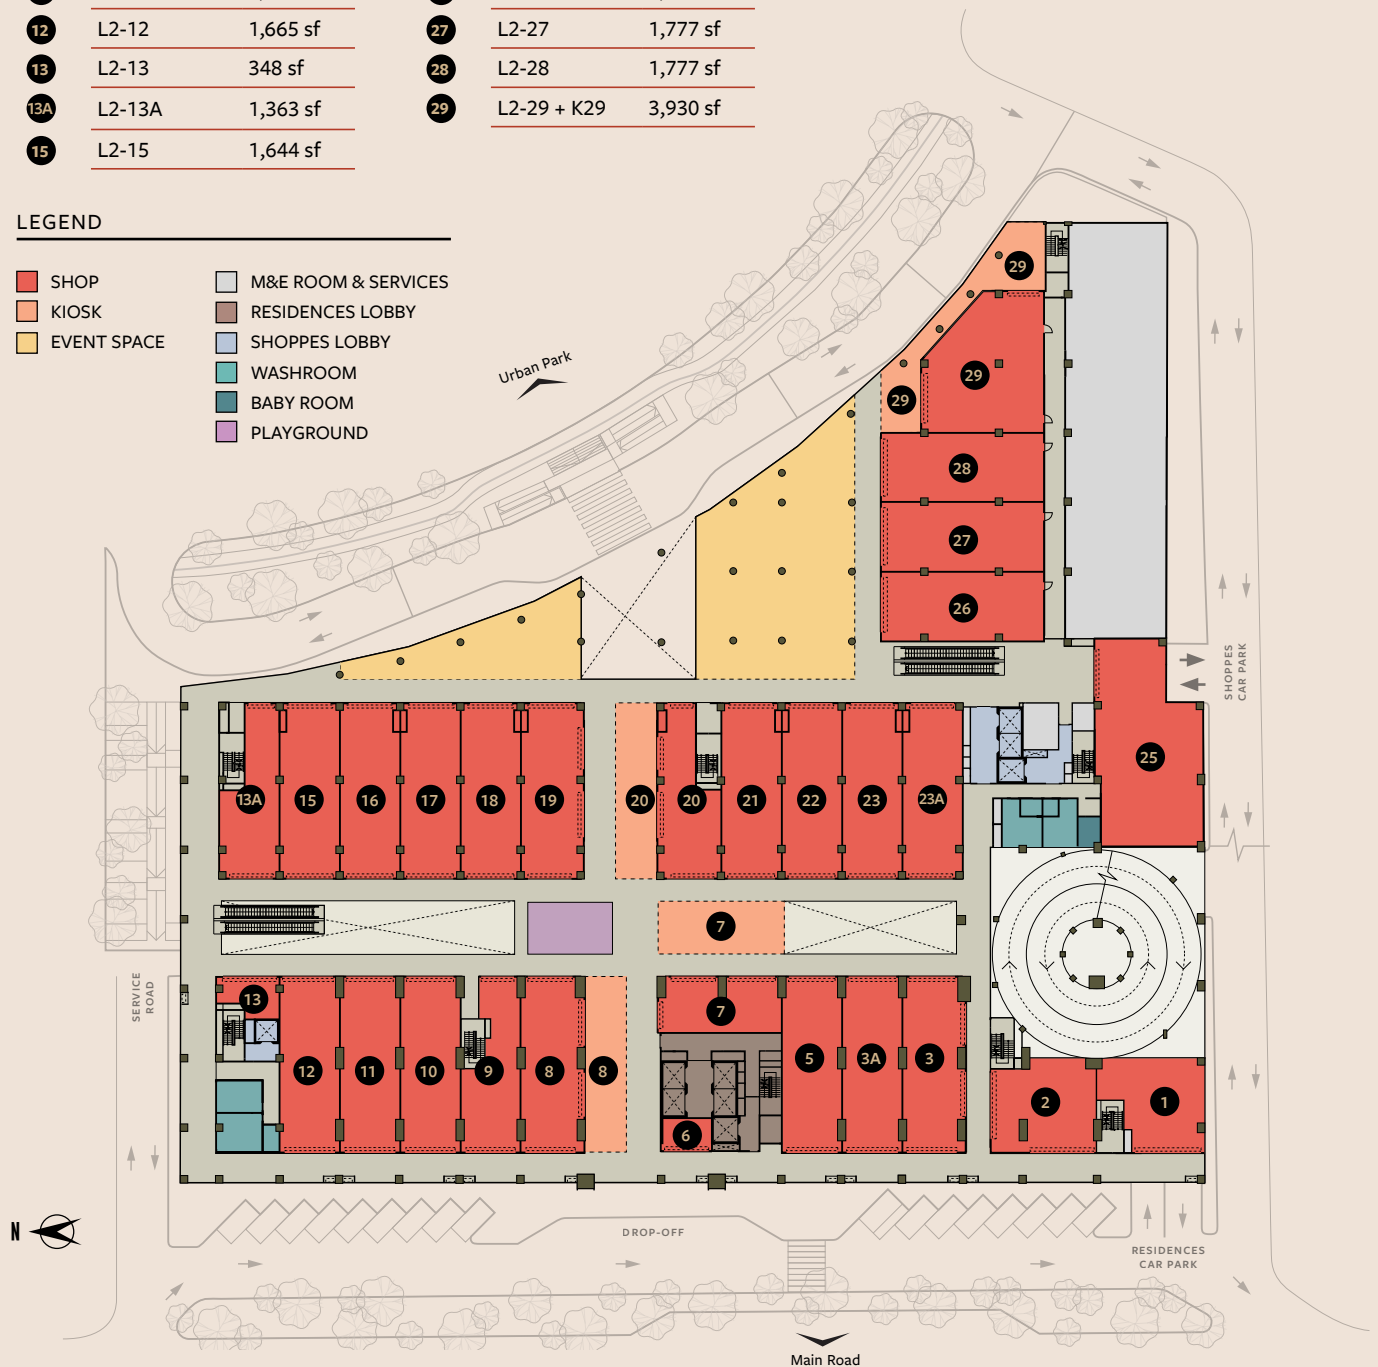 12 L2-12 1,665 sf
13 L2-13 348 sf
13A L2-13A 1,363 sf
15 L2-15 1,644 sf
27 L2-27 1,777 sf
28 L2-28 1,777 sf
29 L2-29 + K29 3,930 sf
LEGEND
SHOP
KIOSK
EVENT SPACE
M&E ROOM & SERVICES
RESIDENCES LOBBY
SHOPPES LOBBY
WASHROOM
BABY ROOM
PLAYGROUND
Urban Park
29
29
29
28
27
26
SHOPPES
CAR PARK
25
13A 15 16 17 18 19 20 20 21 22 23 23A
7
SERVICE
ROAD
13
7
12 11 10 9 8 8
5 3A 3
6
2 1
N
DROP-OFF
RESIDENCES
CAR PARK
Main Road